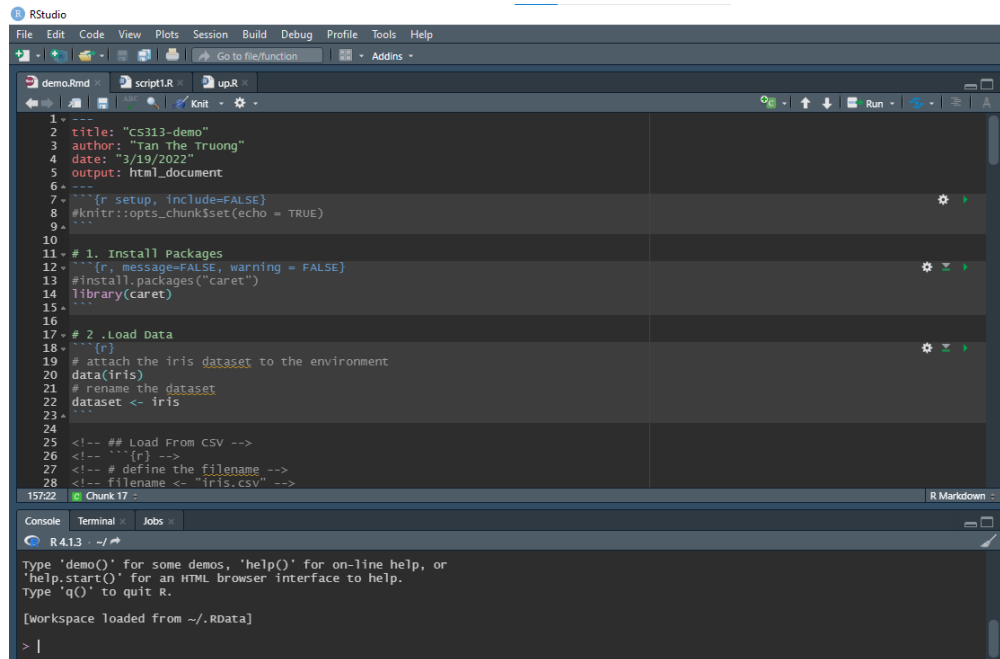 RStudio
File Edit Code View Plots Session Build Debug Profile Tools Help
Go to file/function Addins
demo.Rmd script1.R up.R
ABC Knit Run
1 ---
2 title: "CS313-demo"
3 author: "Tan The Truong"
4 date: "3/19/2022"
5 output: html_document
6 ---
7 ```{r setup, include=FALSE}
8 #knitr::opts_chunk$set(echo = TRUE)
9 ```
10
11 # 1. Install Packages
12 ```{r, message=FALSE, warning = FALSE}
13 #install.packages("caret")
14 library(caret)
15 ```
16
17 # 2 .Load Data
18 ```{r}
19 # attach the iris dataset to the environment
20 data(iris)
21 # rename the dataset
22 dataset <- iris
23 ```
24
25 <!-- ## Load From CSV -->
26 <!-- ```{r} -->
27 <!-- # define the filename -->
28 <!-- filename <- "iris.csv" -->
157:22 C Chunk 17 R Markdown
Console Terminal Jobs
R 4.1.3 · ~/
Type 'demo()' for some demos, 'help()' for on-line help, or
'help.start()' for an HTML browser interface to help.
Type 'q()' to quit R.
[Workspace loaded from ~/.RData]
>